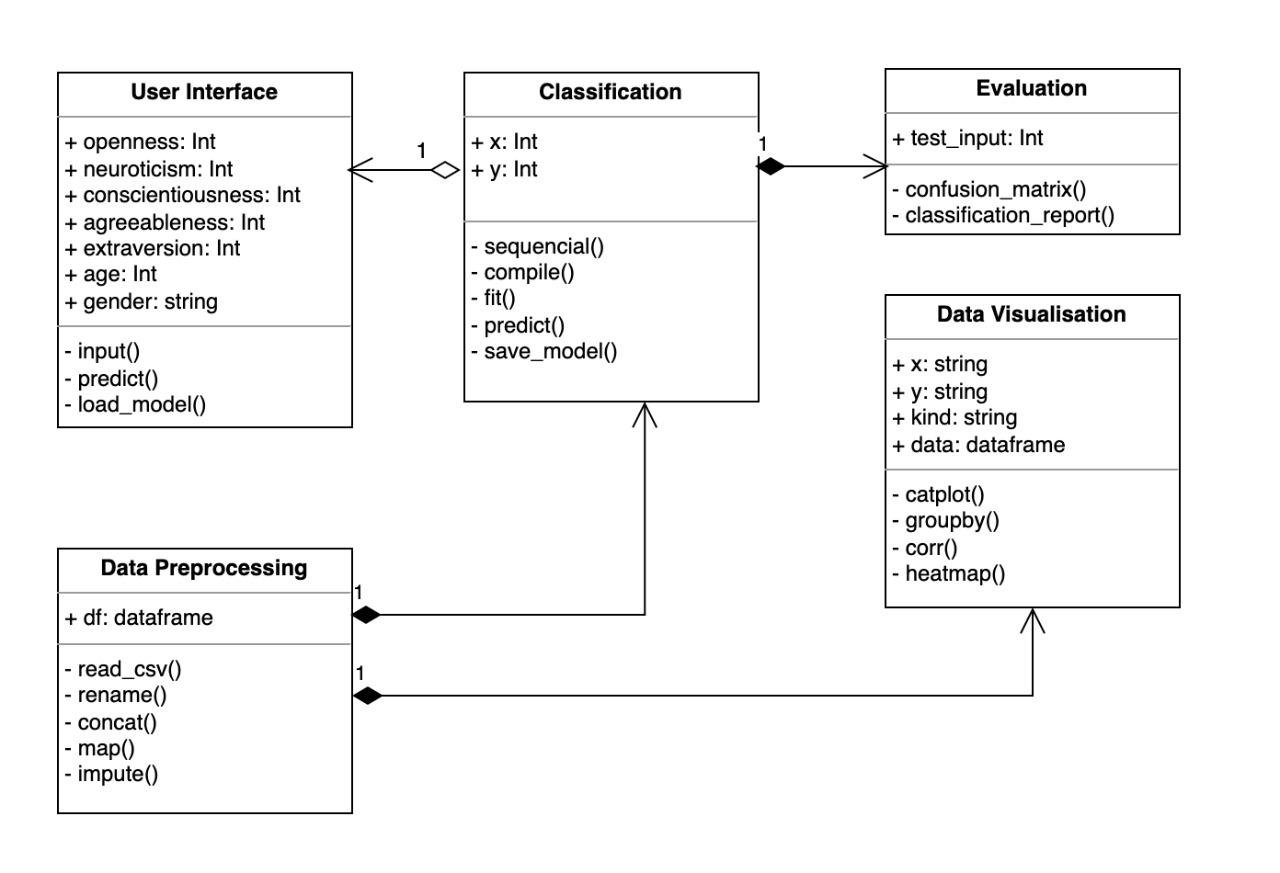 User Interface
+ openness: Int
+ neuroticism: Int
+ conscientiousness: Int
+ agreeableness: Int
+ extraversion: Int
+ age: Int
+ gender: string
- input()
- predict()
- load_model()
1
Classification
+ x: Int
+ y: Int
- sequencial()
- compile()
- fit()
- predict()
- save_model()
1
Evaluation
+ test_input: Int
- confusion_matrix()
- classification_report()
Data Visualisation
+ x: string
+ y: string
+ kind: string
+ data: dataframe
- catplot()
- groupby()
- corr()
- heatmap()
Data Preprocessing
+ df: dataframe
- read_csv()
- rename()
- concat()
- map()
- impute()
1
1